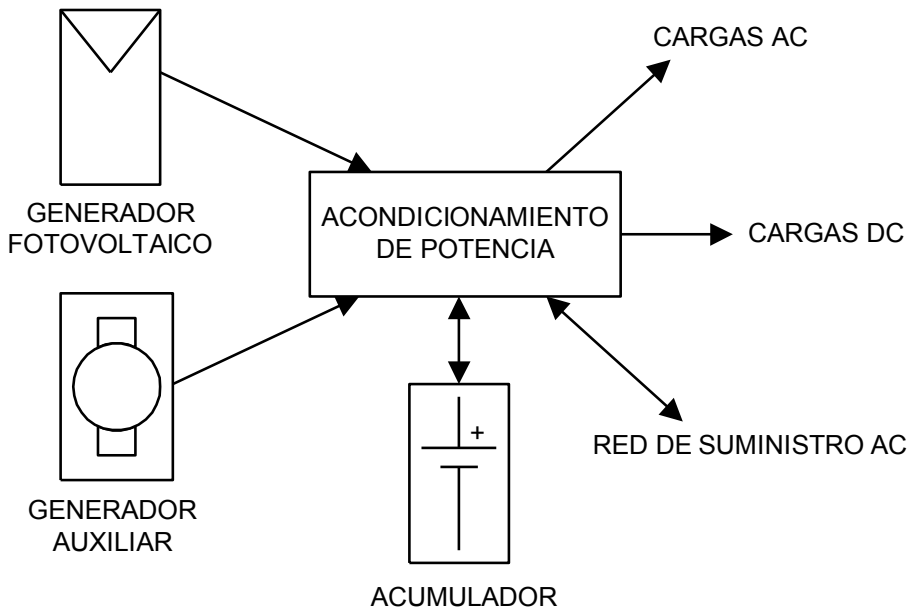 CARGAS AC
GENERADOR
FOTOVOLTAICO
ACONDICIONAMIENTO
DE POTENCIA
CARGAS DC
GENERADOR
AUXILIAR
+
RED DE SUMINISTRO AC
ACUMULADOR